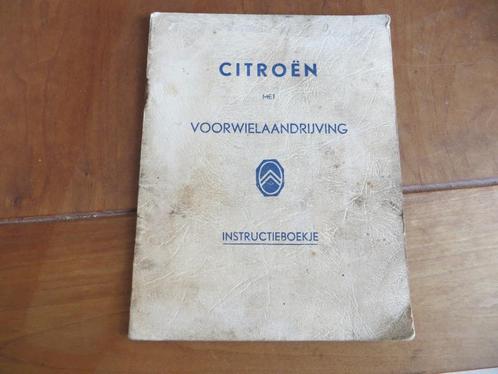 CITROËN
MET
VOORWIELAANDRIJVING
INSTRUCTIEBOEKJE